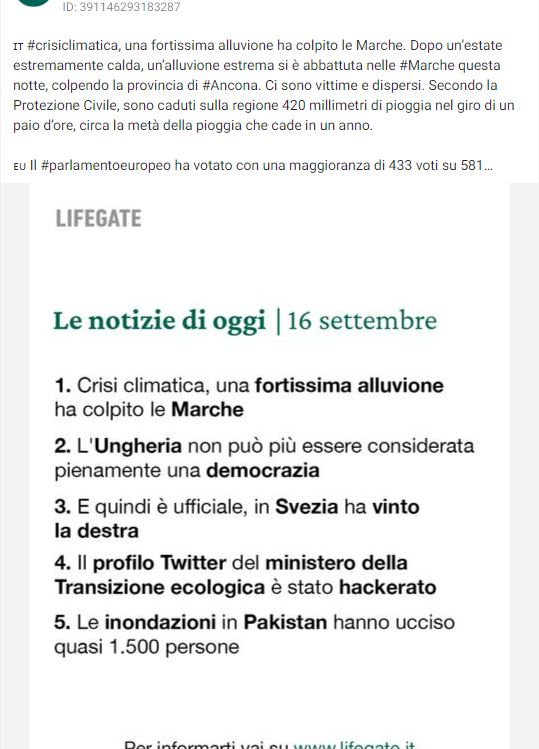 ID: 391146293183287
IT #crisiclimatica, una fortissima alluvione ha colpito le Marche. Dopo un'estate
estremamente calda, un'alluvione estrema si è abbattuta nelle #Marche questa
notte, colpendo la provincia di #Ancona. Ci sono vittime e dispersi. Secondo la
Protezione Civile, sono caduti sulla regione 420 millimetri di pioggia nel giro di un
paio d'ore, circa la metà della pioggia che cade in un anno.
EU Il #parlamentoeuropeo ha votato con una maggioranza di 433 voti su 581...
LIFEGATE
Le notizie di oggi | 16 settembre
1. Crisi climatica, una fortissima alluvione
ha colpito le Marche
2. L'Ungheria non può più essere considerata
pienamente una democrazia
3. E quindi è ufficiale, in Svezia ha vinto
la destra
4. Il profilo Twitter del ministero della
Transizione ecologica è stato hackerato
5. Le inondazioni in Pakistan hanno ucciso
quasi 1.500 persone
Per informarti vai su www.lifegate.it